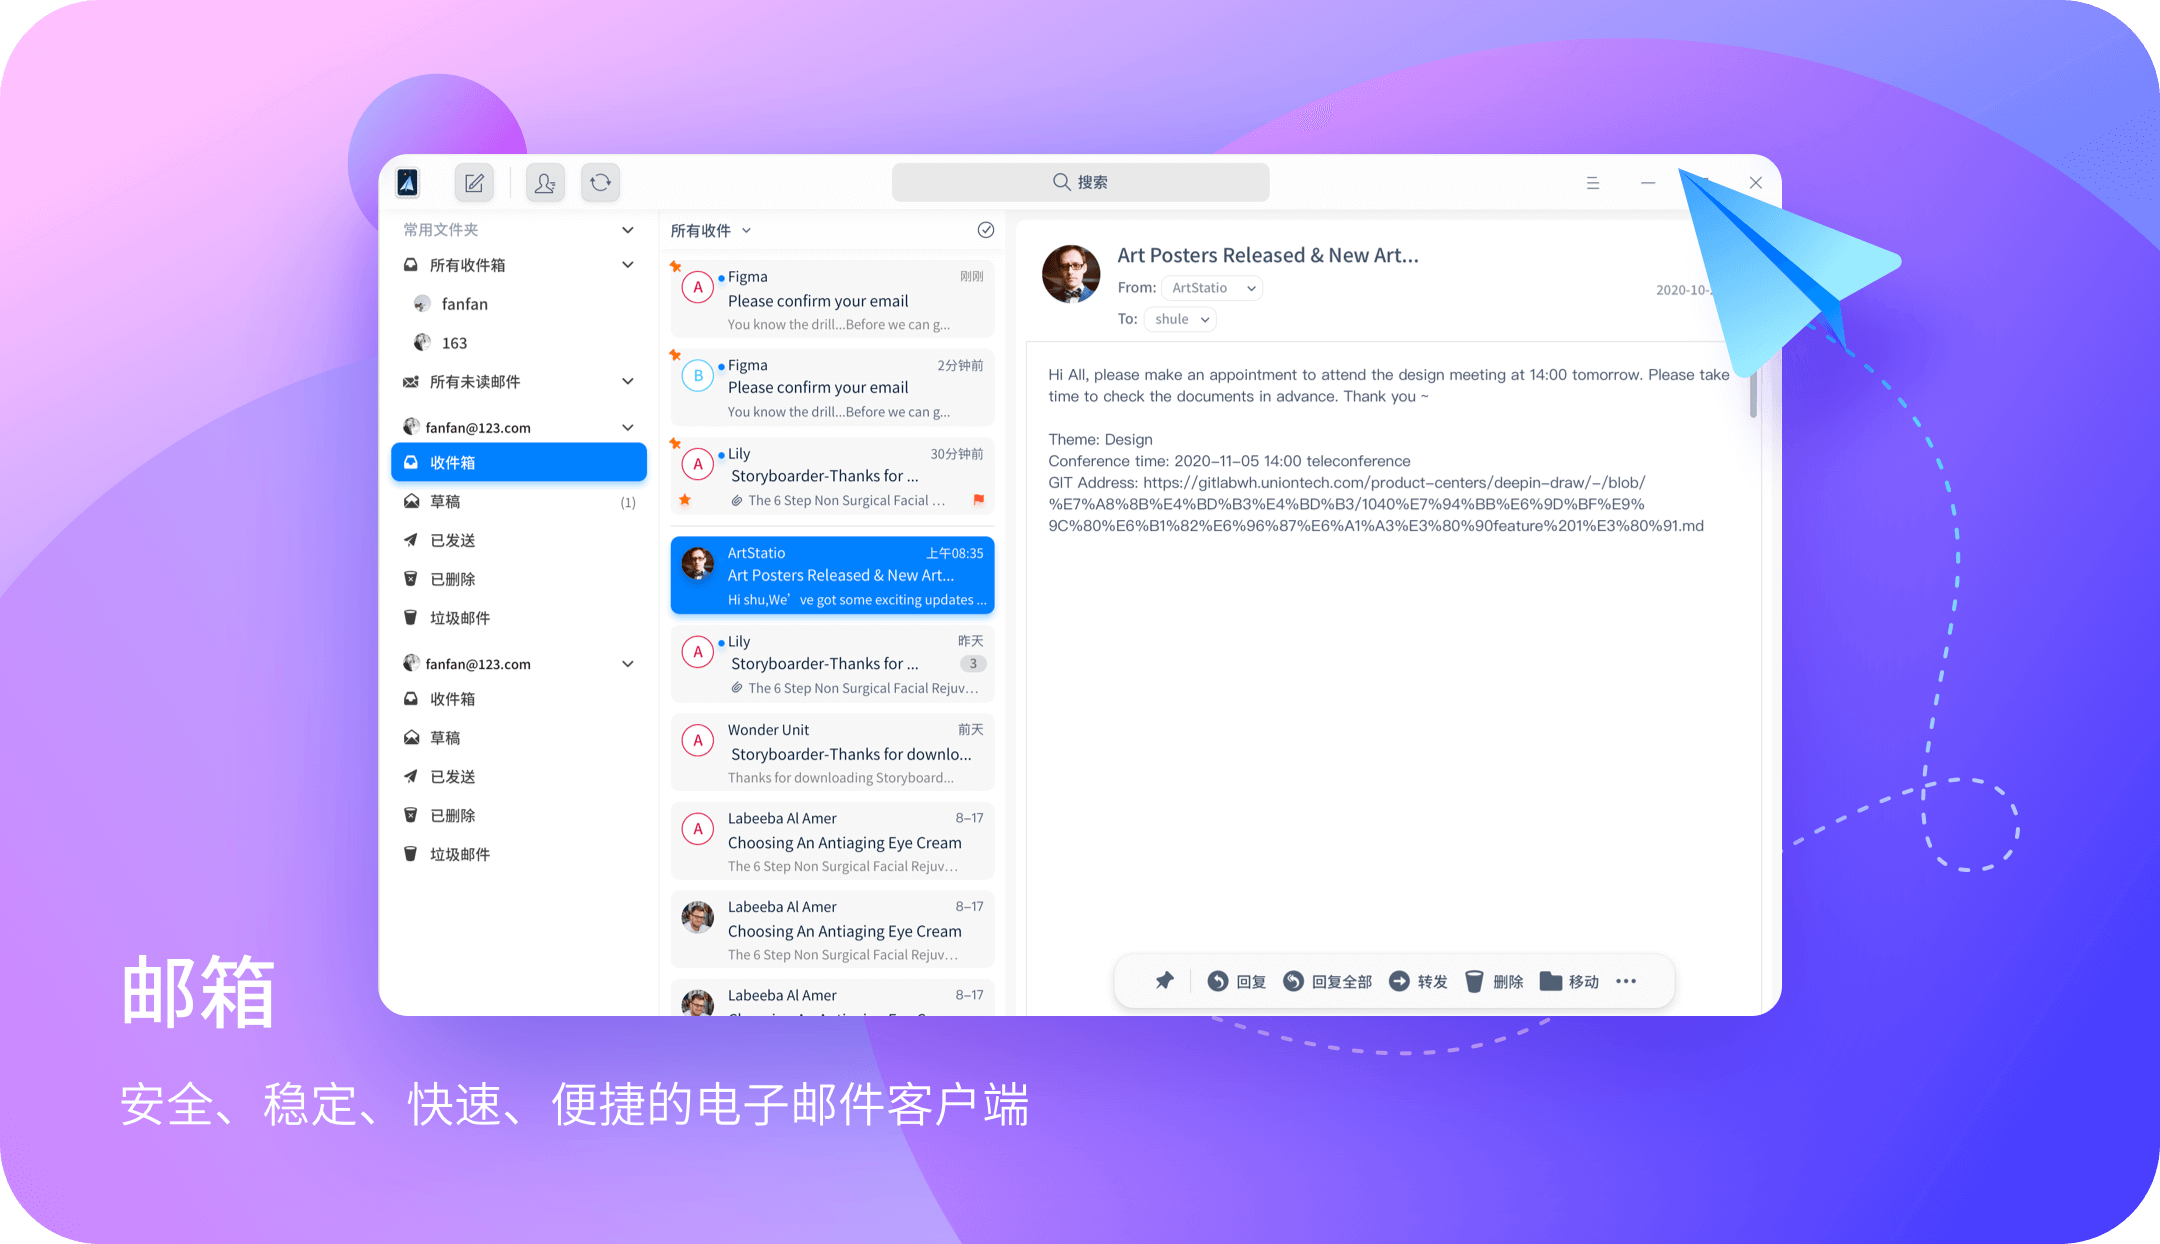 搜索
常用文件夹
所有收件箱
fanfan
163
所有未读邮件
fanfan@123.com
收件箱
草稿 (1)
已发送
已删除
垃圾邮件
fanfan@123.com
收件箱
草稿
已发送
已删除
垃圾邮件
所有收件
A Figma 刚刚
Please confirm your email
You know the drill...Before we can g...
B Figma 2分钟前
Please confirm your email
You know the drill...Before we can g...
A Lily 30分钟前
Storyboarder-Thanks for ...
The 6 Step Non Surgical Facial ...
ArtStatio 上午08:35
Art Posters Released & New Art...
Hi shu,We’ve got some exciting updates ...
A Lily 昨天
Storyboarder-Thanks for ... 3
The 6 Step Non Surgical Facial Rejuv...
A Wonder Unit 前天
Storyboarder-Thanks for downlo...
Thanks for downloading Storyboard...
A Labeeba Al Amer 8-17
Choosing An Antiaging Eye Cream
The 6 Step Non Surgical Facial Rejuv...
Labeeba Al Amer 8-17
Choosing An Antiaging Eye Cream
The 6 Step Non Surgical Facial Rejuv...
Labeeba Al Amer 8-17
Art Posters Released & New Art...
From: ArtStatio
2020-10-
To: shule
Hi All, please make an appointment to attend the design meeting at 14:00 tomorrow. Please take
time to check the documents in advance. Thank you ~
Theme: Design
Conference time: 2020-11-05 14:00 teleconference
GIT Address: https://gitlabwh.uniontech.com/product-centers/deepin-draw/-/blob/
%E7%A8%8B%E4%BD%B3%E4%BD%B3/1040%E7%94%BB%E6%9D%BF%E9%
9C%80%E6%B1%82%E6%96%87%E6%A1%A3%E3%80%90feature%201%E3%80%91.md
回复 回复全部 转发 删除 移动
邮箱
安全、稳定、快速、便捷的电子邮件客户端